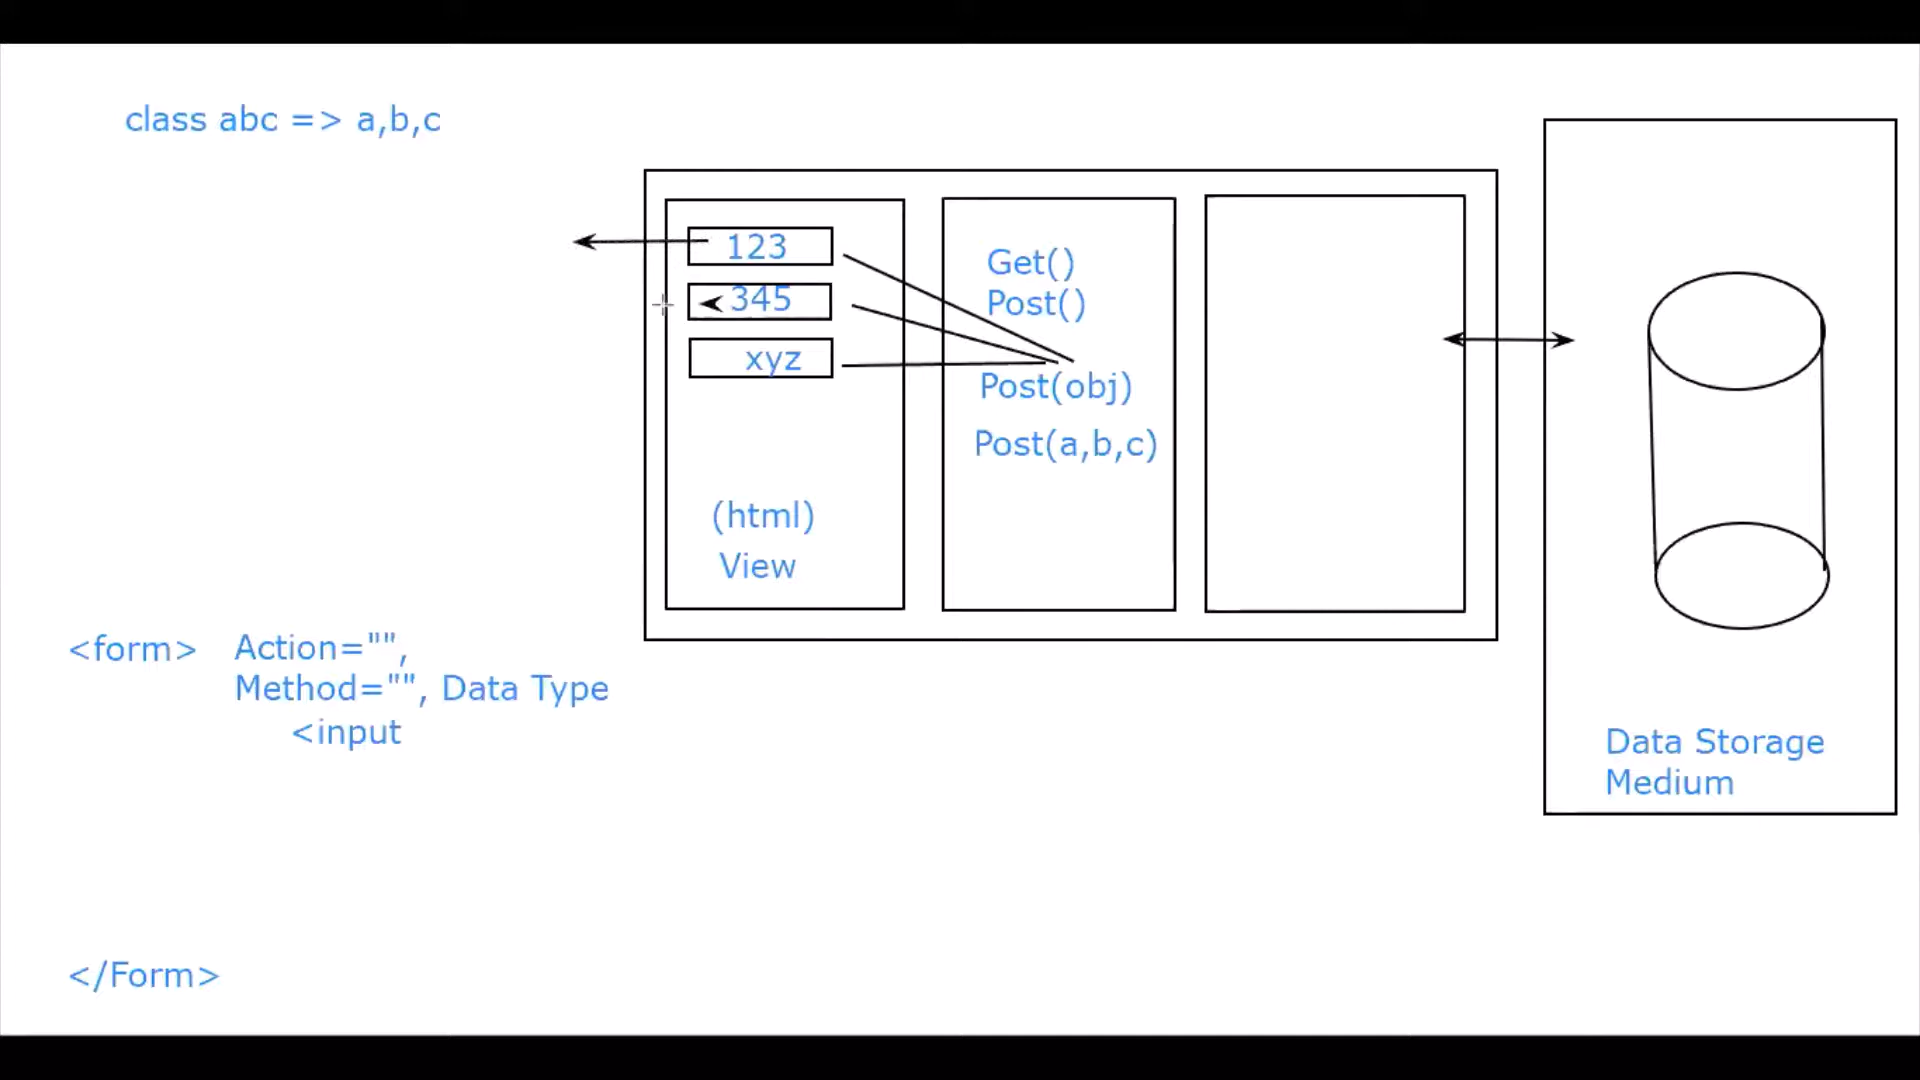 class abc => a,b,c
123
345
xyz
(html)
View
Get()
Post()
Post(obj)
Post(a,b,c)
<form> Action="",
Method="", Data Type
<input
</Form>
Data Storage
Medium